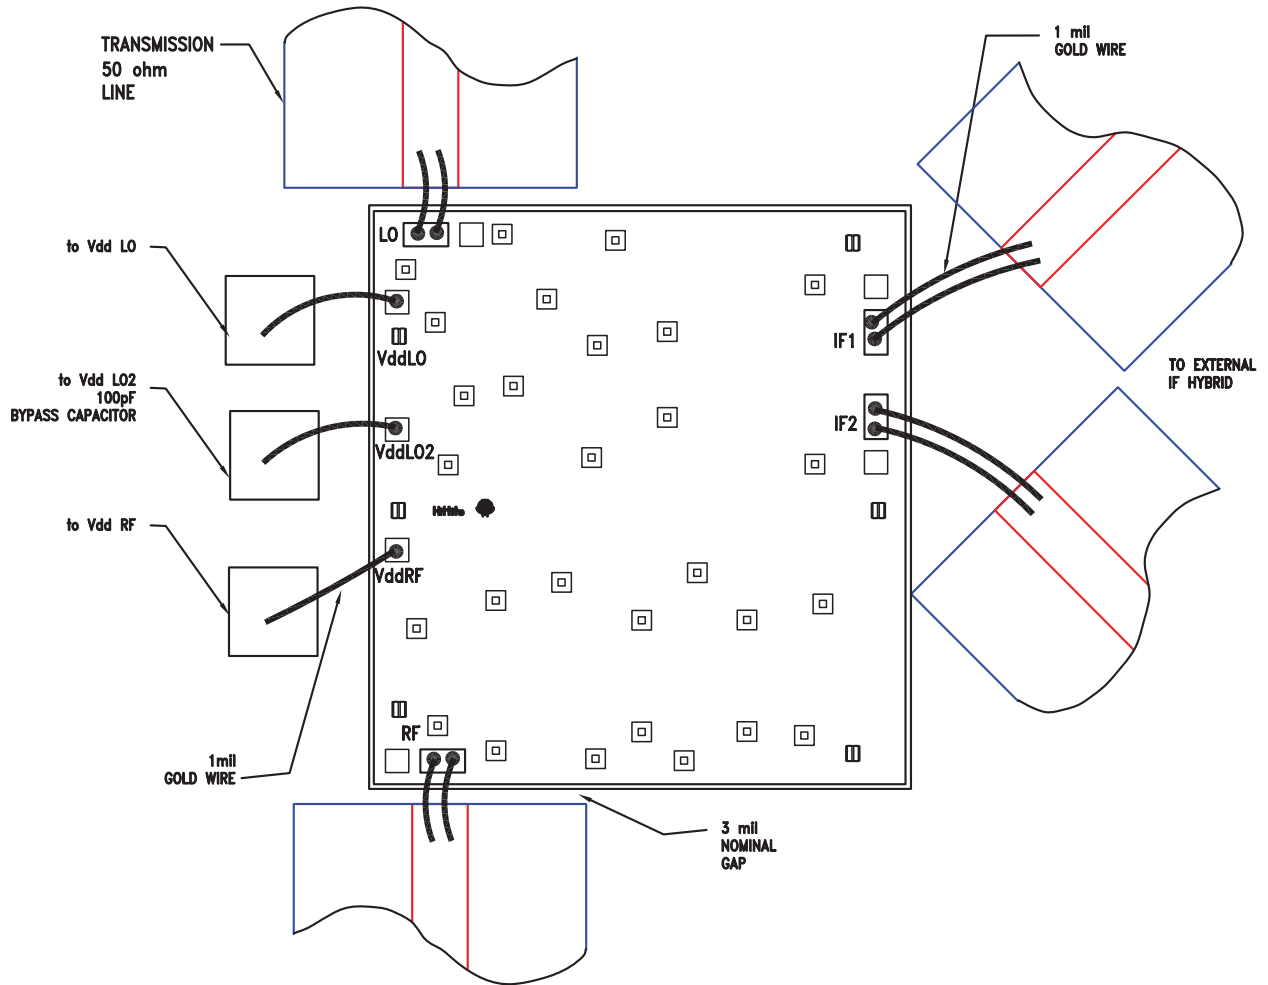 TRANSMISSION
50 ohm
LINE
1 mil
GOLD WIRE
LO
to Vdd LO
VddLO
IF1
TO EXTERNAL
IF HYBRID
to Vdd LO2
100pF
BYPASS CAPACITOR
VddLO2
IF2
to Vdd RF
VddRF
RF
1mil
GOLD WIRE
3 mil
NOMINAL
GAP